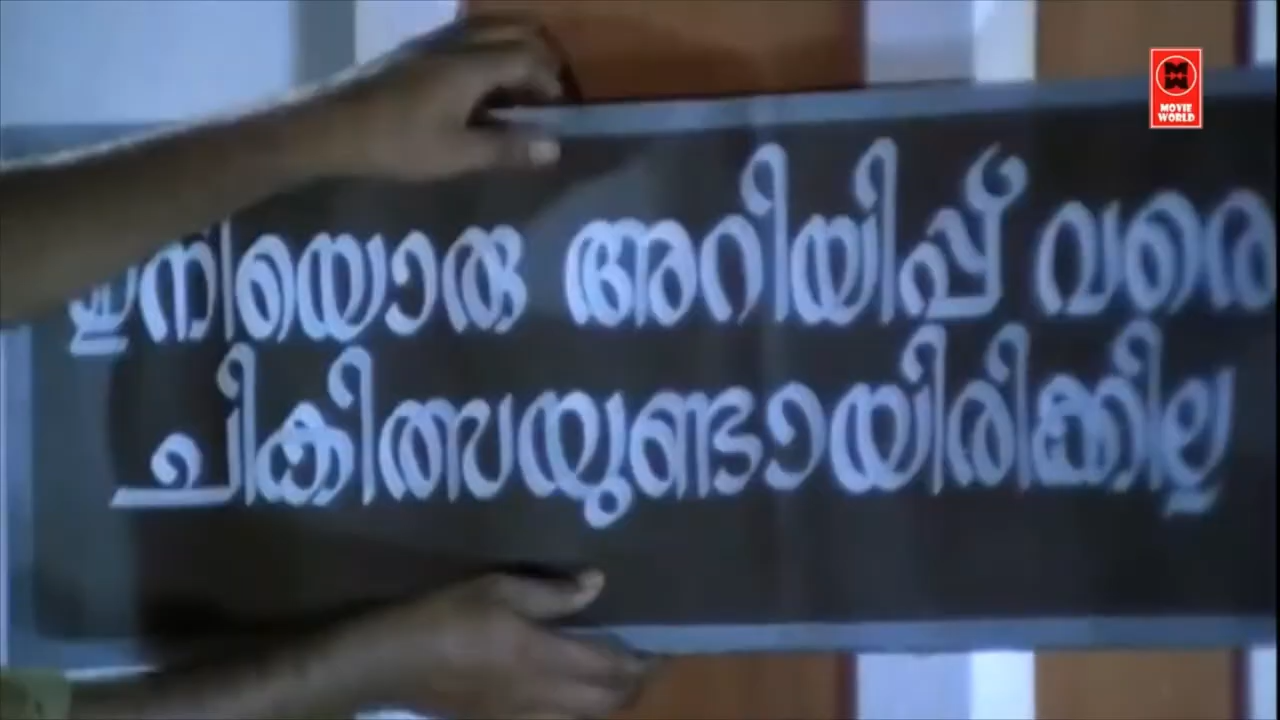 ഇനിയൊരു അറിയിപ്പ് വരെ
ചികിത്സയുണ്ടായിരിക്കില്ല
MOVIE
WORLD